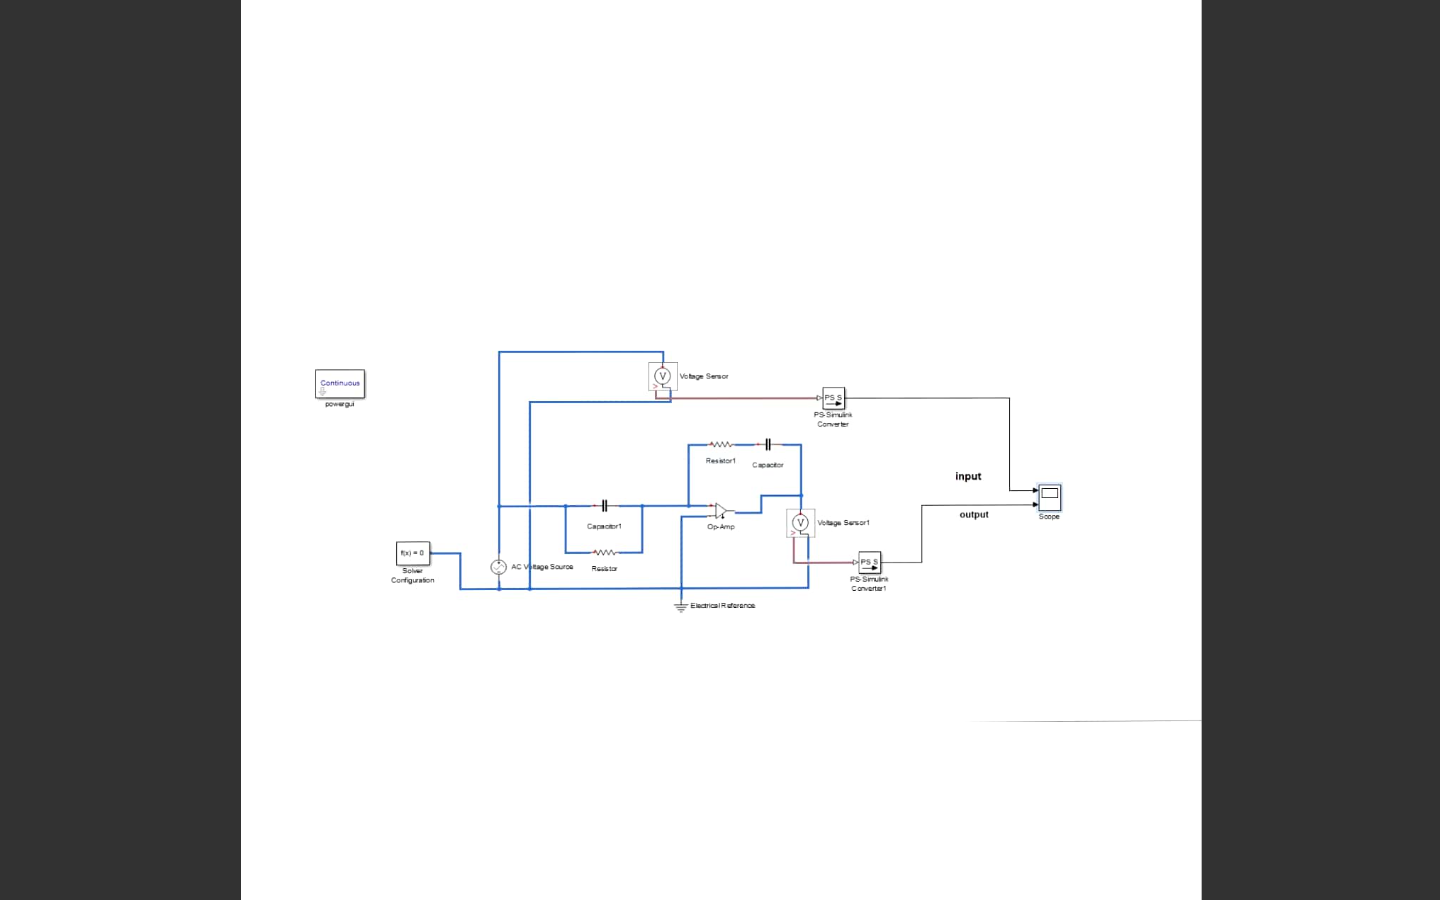 V
Voltage Sensor
Continuous
powergui
PS S
PS-Simulink
Converter
Resistor1
Capacitor
input
Capacitor1
Op-Amp
V
Voltage Sensor1
output
Scope
f(x) = 0
Solver
Configuration
AC Voltage Source
Resistor
PS S
PS-Simulink
Converter1
Electrical Reference